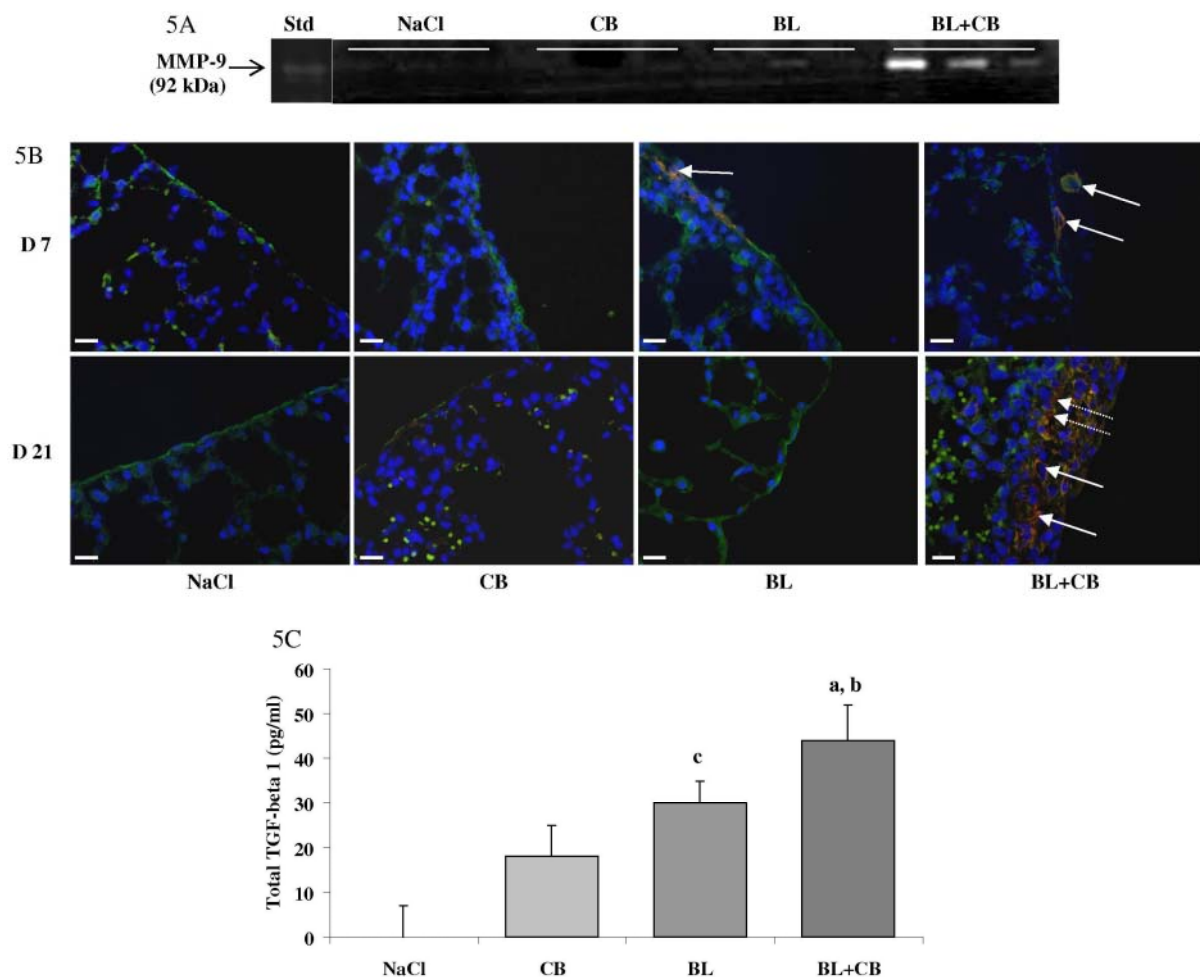 5A
Std NaCl CB BL BL+CB
MMP-9
(92 kDa)
5B
D 7
D 21
NaCl CB BL BL+CB
5C
Total TGF-beta 1 (pg/ml)
60
50
40
30
20
10
0
a, b
c
NaCl CB BL BL+CB